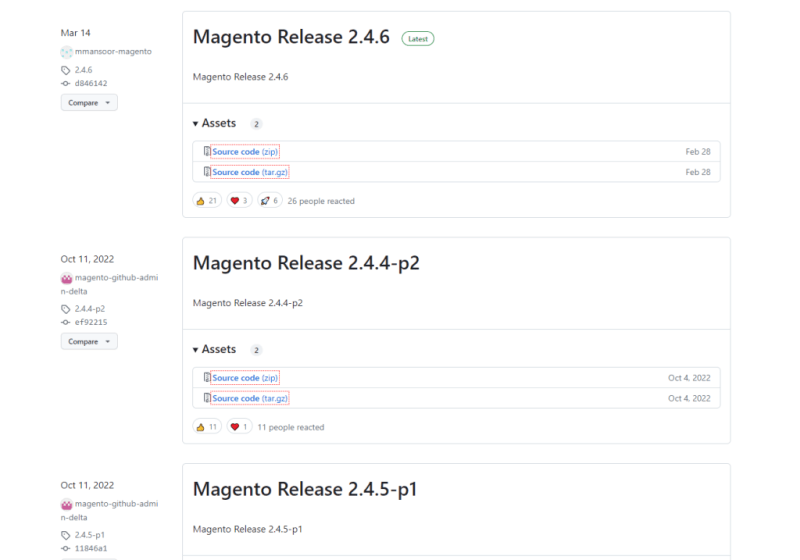 Mar 14
mmansoor-magento
2.4.6
d846142
Compare
Magento Release 2.4.6 Latest
Magento Release 2.4.6
Assets 2
Source code (zip) Feb 28
Source code (tar.gz) Feb 28
21 3 6 26 people reacted
Oct 11, 2022
magento-github-admi
n-delta
2.4.4-p2
ef92215
Compare
Magento Release 2.4.4-p2
Magento Release 2.4.4-p2
Assets 2
Source code (zip) Oct 4, 2022
Source code (tar.gz) Oct 4, 2022
11 1 11 people reacted
Oct 11, 2022
magento-github-admi
n-delta
2.4.5-p1
11846a1
Magento Release 2.4.5-p1
Magento Release 2.4.5-p1